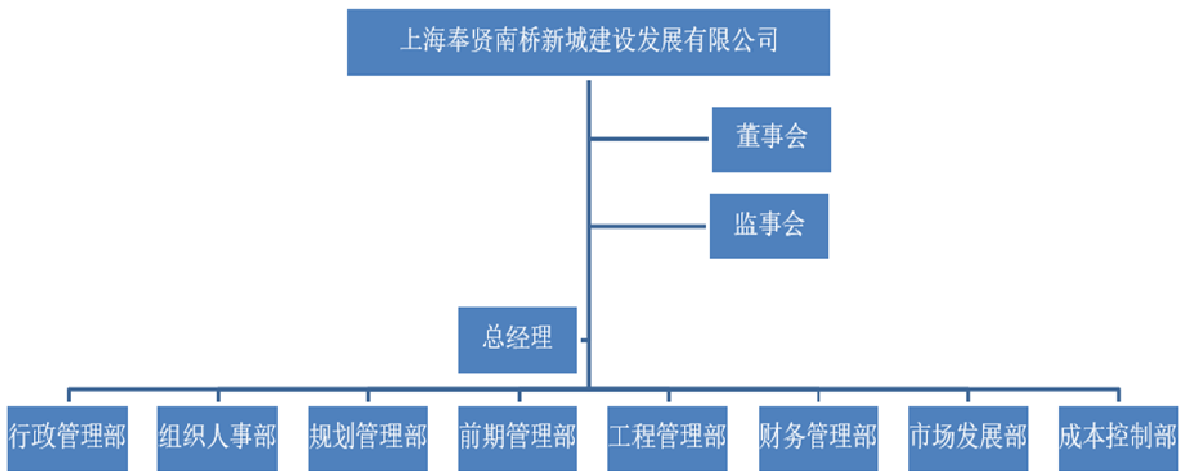 上海奉贤南桥新城建设发展有限公司
董事会
监事会
总经理
行政管理部
组织人事部
规划管理部
前期管理部
工程管理部
财务管理部
市场发展部
成本控制部